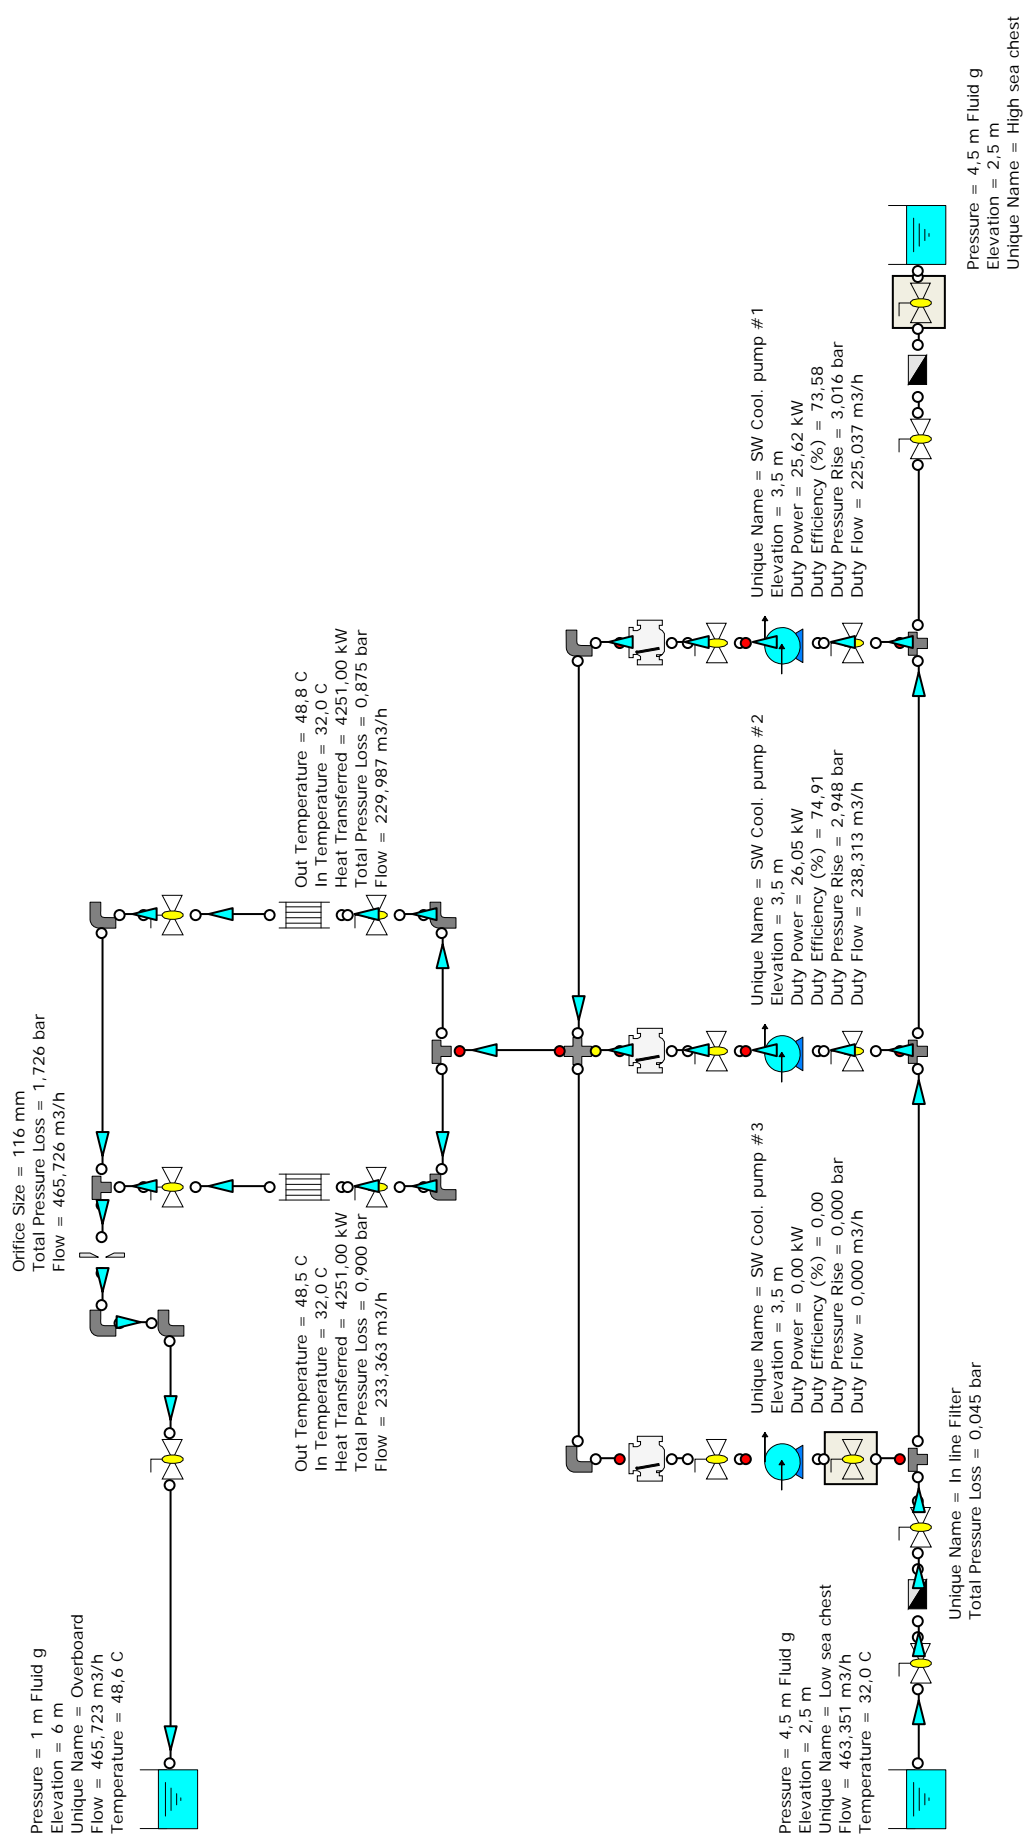 Pressure = 1 m Fluid g
Elevation = 6 m
Unique Name = Overboard
Flow = 465,723 m3/h
Temperature = 48,6 C
Orifice Size = 116 mm
Total Pressure Loss = 1,726 bar
Flow = 465,726 m3/h
Out Temperature = 48,5 C
In Temperature = 32,0 C
Heat Transferred = 4251,00 kW
Total Pressure Loss = 0,900 bar
Flow = 233,363 m3/h
Out Temperature = 48,8 C
In Temperature = 32,0 C
Heat Transferred = 4251,00 kW
Total Pressure Loss = 0,875 bar
Flow = 229,987 m3/h
Unique Name = SW Cool. pump #3
Elevation = 3,5 m
Duty Power = 0,00 kW
Duty Efficiency (%) = 0,00
Duty Pressure Rise = 0,000 bar
Duty Flow = 0,000 m3/h
Unique Name = SW Cool. pump #2
Elevation = 3,5 m
Duty Power = 26,05 kW
Duty Efficiency (%) = 74,91
Duty Pressure Rise = 2,948 bar
Duty Flow = 238,313 m3/h
Unique Name = SW Cool. pump #1
Elevation = 3,5 m
Duty Power = 25,62 kW
Duty Efficiency (%) = 73,58
Duty Pressure Rise = 3,016 bar
Duty Flow = 225,037 m3/h
Pressure = 4,5 m Fluid g
Elevation = 2,5 m
Unique Name = Low sea chest
Flow = 463,351 m3/h
Temperature = 32,0 C
Unique Name = In line Filter
Total Pressure Loss = 0,045 bar
Pressure = 4,5 m Fluid g
Elevation = 2,5 m
Unique Name = High sea chest